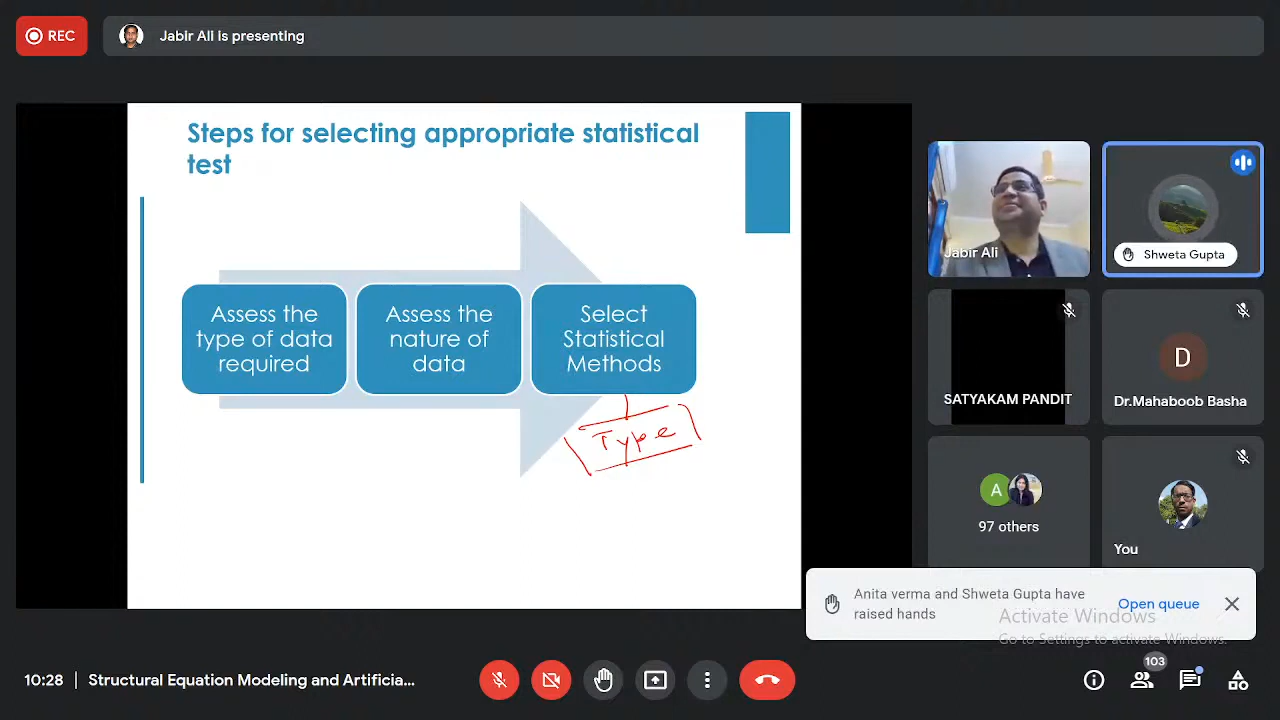 REC
Jabir Ali is presenting
Steps for selecting appropriate statistical
test
Assess the
type of data
required
Assess the
nature of
data
Select
Statistical
Methods
Type
Jabir Ali
Shweta Gupta
SATYAKAM PANDIT
D
Dr.Mahaboob Basha
A
97 others
You
Anita verma and Shweta Gupta have
raised hands
Open queue
Activate Windows
Go to Settings to activate Windows.
10:28
Structural Equation Modeling and Artificia...
103